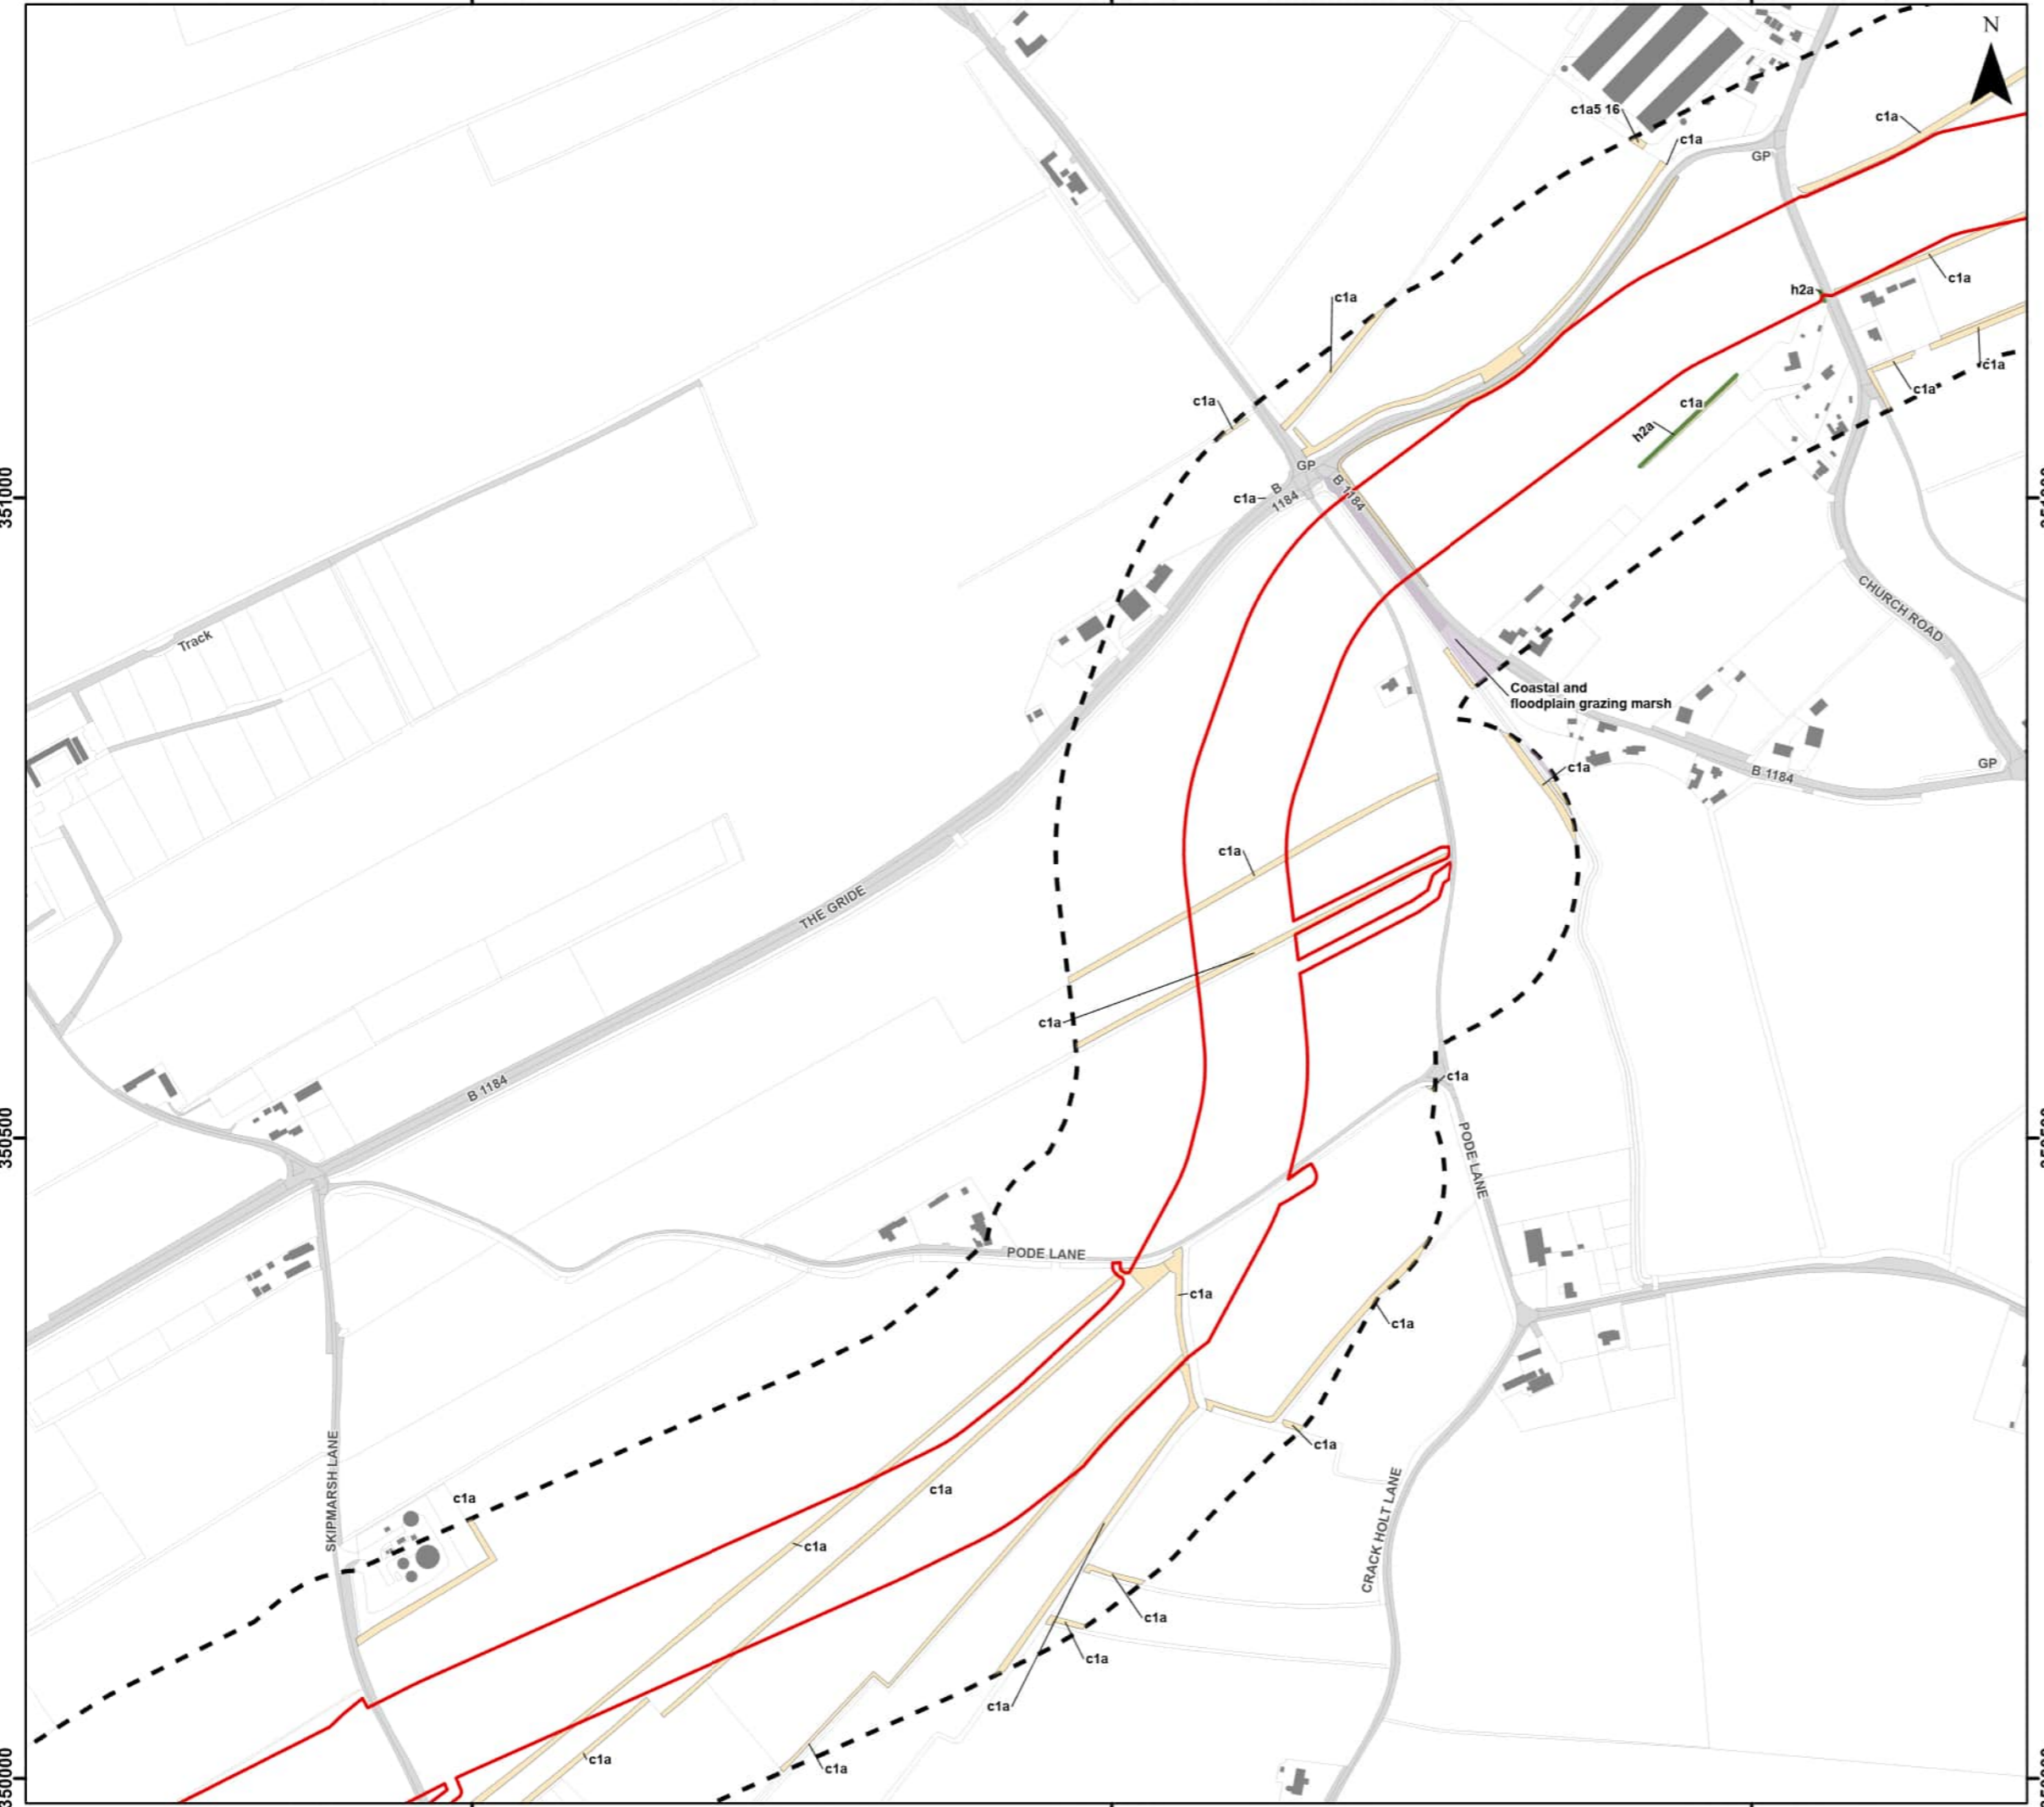 N
c1a5 16
c1a
c1a
GP
c1a
h2a
c1a
c1a
c1a
c1a
c1a
c1a
h2a
GP
351000
c1a
B
1184
B 1184
CHURCH ROAD
Track
Coastal and
floodplain grazing marsh
c1a
GP
B 1184
c1a
THE GRIDE
c1a
c1a
B 1184
350500
PODE LANE
PODE LANE
c1a
c1a
c1a
SKIPMARSH LANE
c1a
c1a
CRACK HOLT LANE
c1a
c1a
c1a
c1a
c1a
c1a
350000